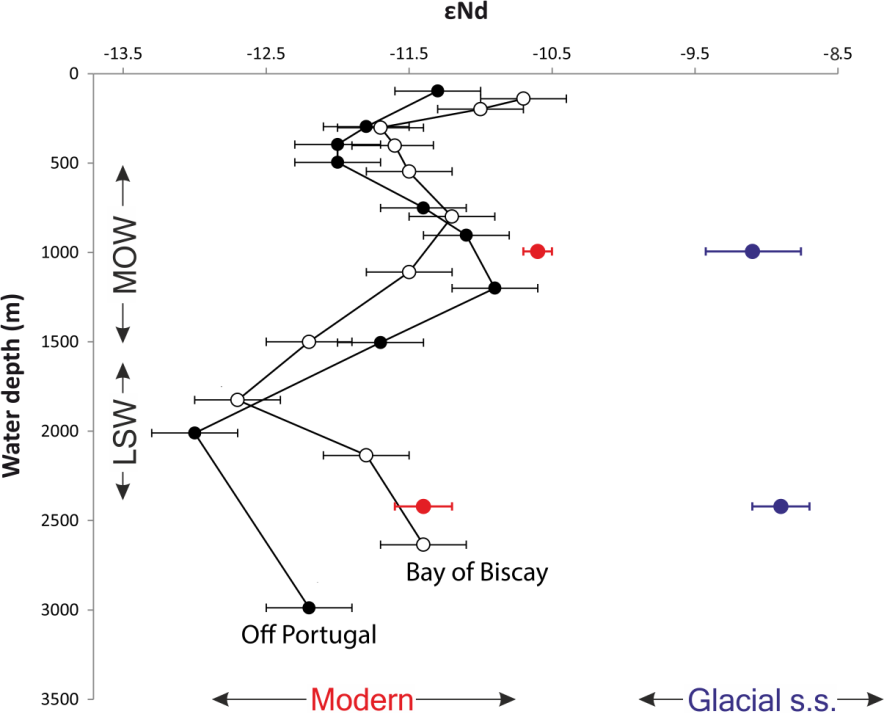 εNd
-13.5 -12.5 -11.5 -10.5 -9.5 -8.5
0
500
1000
1500
2000
2500
3000
3500
Water depth (m)
MOW
LSW
Bay of Biscay
Off Portugal
Modern
Glacial s.s.